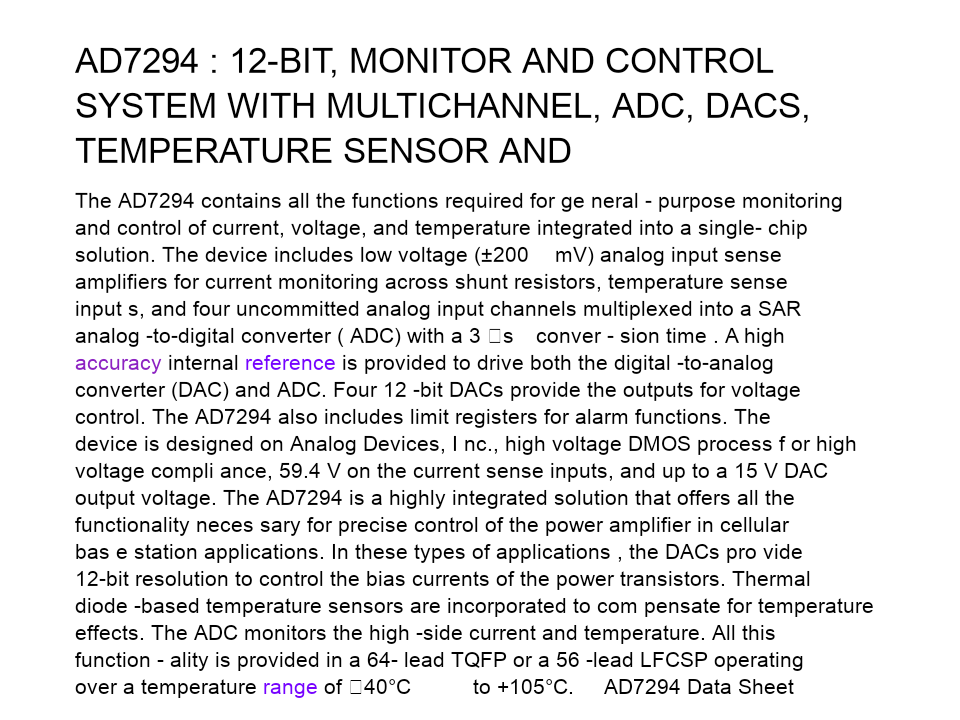 AD7294 : 12-BIT, MONITOR AND CONTROL
SYSTEM WITH MULTICHANNEL, ADC, DACS,
TEMPERATURE SENSOR AND
The AD7294 contains all the functions required for ge neral - purpose monitoring
and control of current, voltage, and temperature integrated into a single- chip
solution. The device includes low voltage (±200 mV) analog input sense
amplifiers for current monitoring across shunt resistors, temperature sense
input s, and four uncommitted analog input channels multiplexed into a SAR
analog -to-digital converter ( ADC) with a 3 □s conver - sion time . A high
accuracy internal reference is provided to drive both the digital -to-analog
converter (DAC) and ADC. Four 12 -bit DACs provide the outputs for voltage
control. The AD7294 also includes limit registers for alarm functions. The
device is designed on Analog Devices, I nc., high voltage DMOS process f or high
voltage compli ance, 59.4 V on the current sense inputs, and up to a 15 V DAC
output voltage. The AD7294 is a highly integrated solution that offers all the
functionality neces sary for precise control of the power amplifier in cellular
bas e station applications. In these types of applications , the DACs pro vide
12-bit resolution to control the bias currents of the power transistors. Thermal
diode -based temperature sensors are incorporated to com pensate for temperature
effects. The ADC monitors the high -side current and temperature. All this
function - ality is provided in a 64- lead TQFP or a 56 -lead LFCSP operating
over a temperature range of □40°C to +105°C. AD7294 Data Sheet